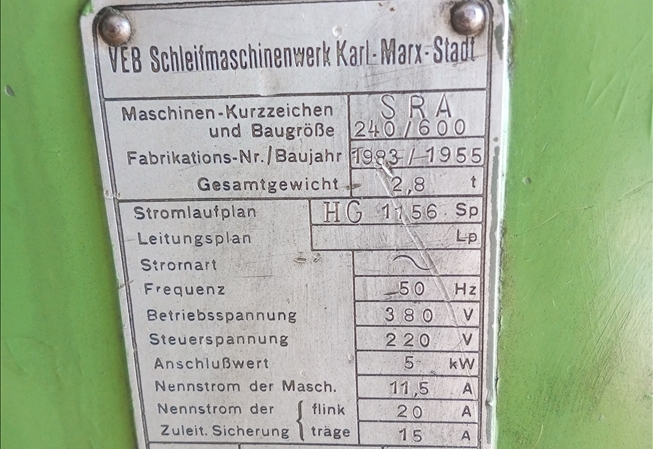 VEB Schleifmaschinenwerk Karl-Marx-Stadt
Maschinen-Kurzzeichen SRA
und Baugröße 240/600
Fabrikations-Nr./Baujahr 1983/1955
Gesamtgewicht 2,8 t
Stromlaufplan HG 1156 Sp
Leitungsplan Lp
Stromart ~
Frequenz 50 Hz
Betriebsspannung 380 V
Steuerspannung 220 V
Anschlußwert 5 kW
Nennstrom der Masch. 11,5 A
Nennstrom der { flink 20 A
Zuleit. Sicherung { träge 15 A